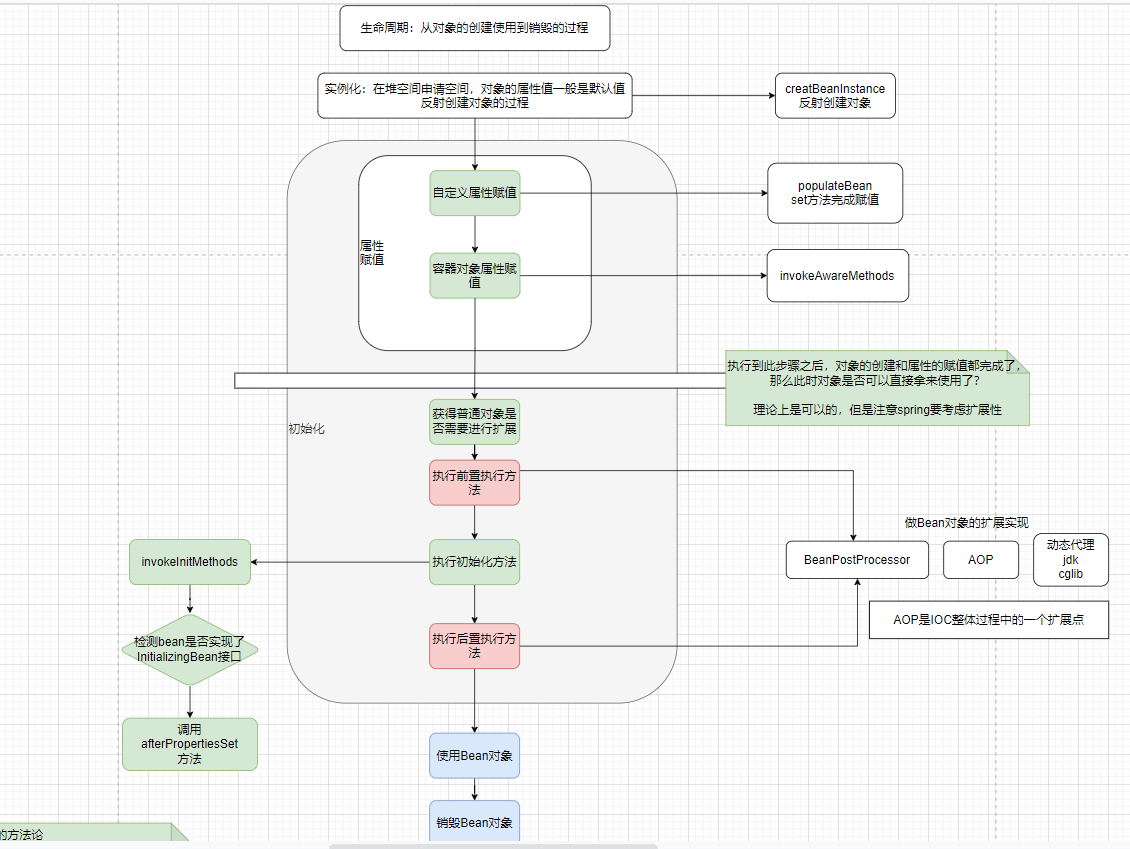 生命周期：从对象的创建使用到销毁的过程
实例化：在堆空间申请空间，对象的属性值一般是默认值
反射创建对象的过程
creatBeanInstance
反射创建对象
自定义属性赋值
populateBean
set方法完成赋值
属性
赋值
容器对象属性赋
值
invokeAwareMethods
执行到此步骤之后，对象的创建和属性的赋值都完成了，
那么此时对象是否可以直接拿来使用了？
理论上是可以的，但是注意spring要考虑扩展性
获得普通对象是
否需要进行扩展
初始化
执行前置执行方
法
做Bean对象的扩展实现
invokeInitMethods
执行初始化方法
BeanPostProcessor
AOP
动态代理
jdk
cglib
AOP是IOC整体过程中的一个扩展点
检测bean是否实现了
InitializingBean接口
执行后置执行方
法
调用
afterPropertiesSet
方法
使用Bean对象
销毁Bean对象
的方法论